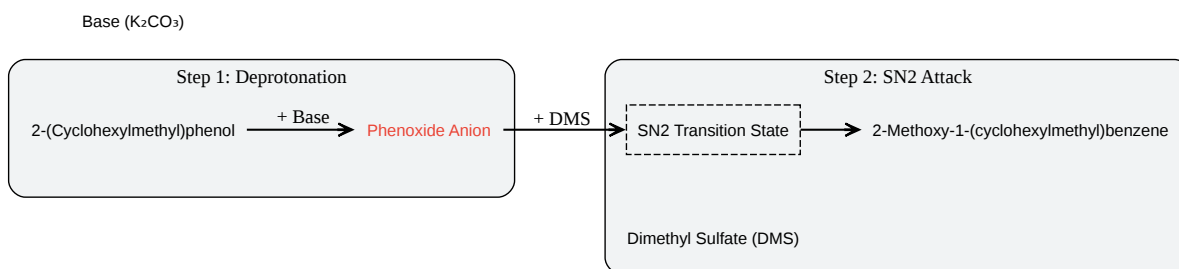 Base (K₂CO₃)
Step 1: Deprotonation
2-(Cyclohexylmethyl)phenol
+ Base
Phenoxide Anion
+ DMS
Step 2: SN2 Attack
SN2 Transition State
2-Methoxy-1-(cyclohexylmethyl)benzene
Dimethyl Sulfate (DMS)